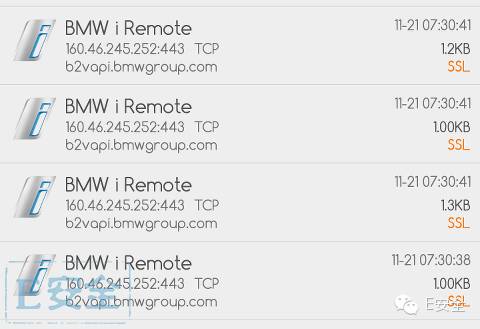 BMW i Remote 11-21 07:30:41
160.46.245.252:443 TCP 1.2KB
b2vapi.bmwgroup.com SSL
BMW i Remote 11-21 07:30:41
160.46.245.252:443 TCP 1.00KB
b2vapi.bmwgroup.com SSL
BMW i Remote 11-21 07:30:41
160.46.245.252:443 TCP 1.3KB
b2vapi.bmwgroup.com SSL
BMW i Remote 11-21 07:30:38
160.46.245.252:443 TCP 1.00KB
b2vapi.bmwgroup.com SSL
E安全
E安全